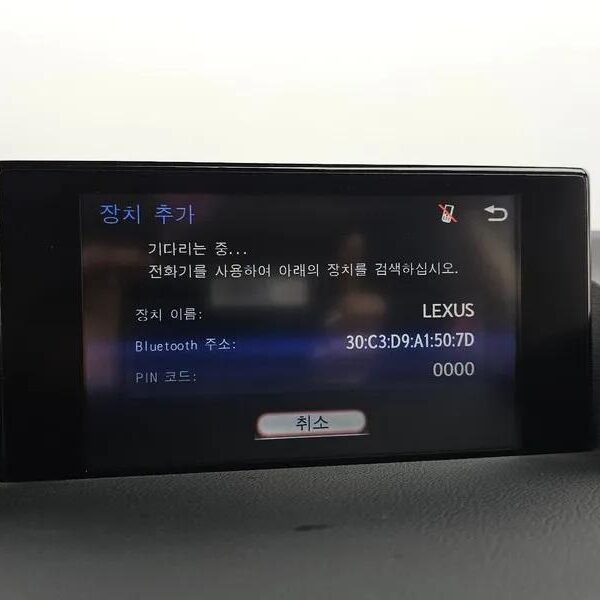 장치 추가
기다리는 중...
전화기를 사용하여 아래의 장치를 검색하십시오.
장치 이름: LEXUS
Bluetooth 주소: 30:C3:D9:A1:50:7D
PIN 코드: 0000
취소